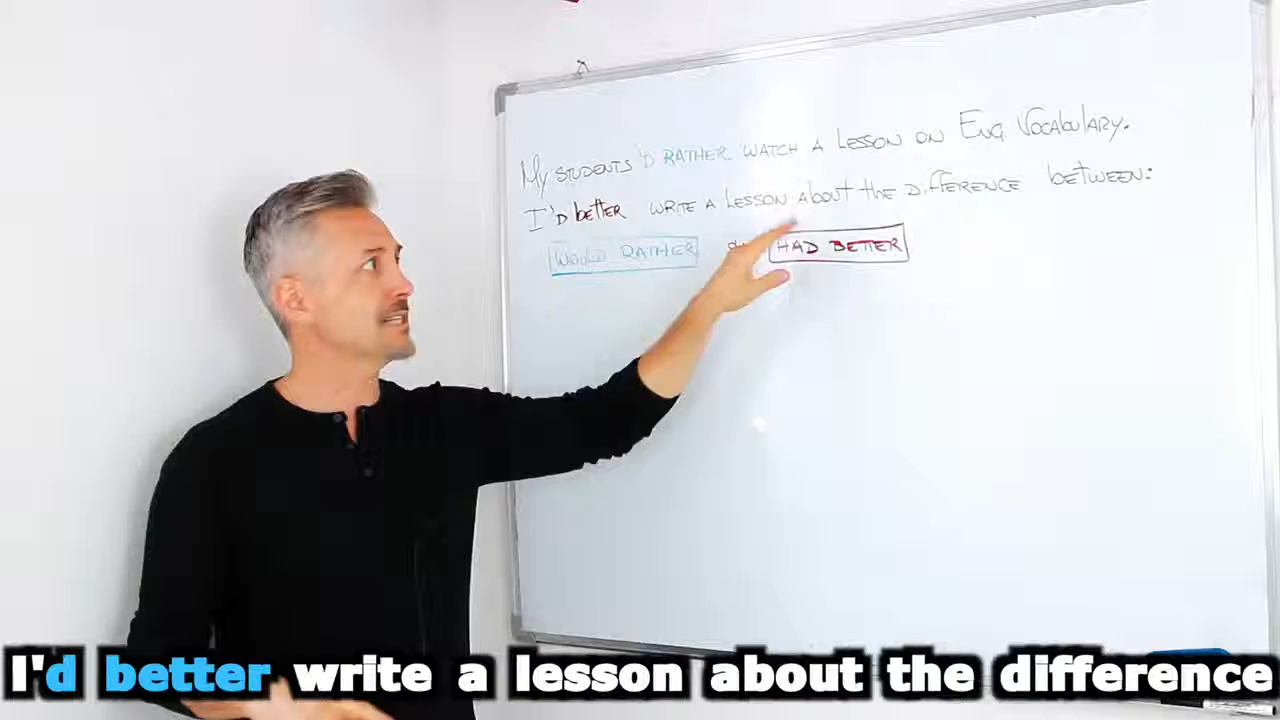 My students'd rather watch a lesson on Eng. Vocabulary.
I'd better write a lesson about the difference between:
Would rather HAD BETTER
I'd better write a lesson about the difference